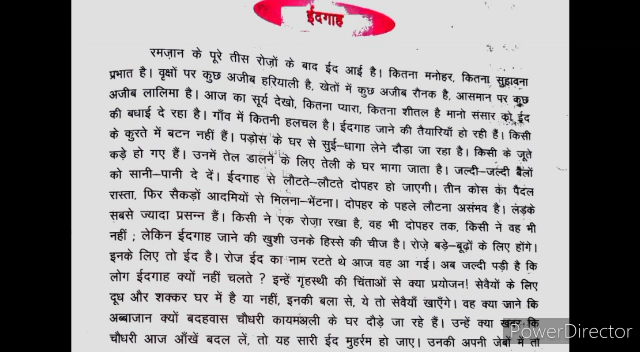 ईदगाह
रमज़ान के पूरे तीस रोज़ों के बाद ईद आई है। कितना मनोहर, कितना सुहावना
प्रभात है। वृक्षों पर कुछ अजीब हरियाली है, खेतों में कुछ अजीब रौनक है, आसमान पर कुछ
अजीब लालिमा है। आज का सूर्य देखो, कितना प्यारा, कितना शीतल है मानो संसार को ईद
की बधाई दे रहा है। गाँव में कितनी हलचल है। ईदगाह जाने की तैयारियाँ हो रही हैं। किसी
के कुरते में बटन नहीं हैं। पड़ोस के घर से सुई–धागा लेने दौड़ा जा रहा है। किसी के जूते
कड़े हो गए हैं। उनमें तेल डालने के लिए तेली के घर भागा जाता है। जल्दी–जल्दी बैलों
को सानी–पानी दे दें। ईदगाह से लौटते–लौटते दोपहर हो जाएगी। तीन कोस का पैदल
रास्ता, फिर सैकड़ों आदमियों से मिलना–भेंटना। दोपहर के पहले लौटना असंभव है। लड़के
सबसे ज्यादा प्रसन्न हैं। किसी ने एक रोज़ा रखा है, वह भी दोपहर तक, किसी ने वह भी
नहीं ; लेकिन ईदगाह जाने की खुशी उनके हिस्से की चीज है। रोज़े बड़े–बूढ़ों के लिए होंगे।
इनके लिए तो ईद है। रोज ईद का नाम रटते थे आज वह आ गई। अब जल्दी पड़ी है कि
लोग ईदगाह क्यों नहीं चलते ? इन्हें गृहस्थी की चिंताओं से क्या प्रयोजन! सेवैयों के लिए
दूध और शक्कर घर में है या नहीं, इनकी बला से, ये तो सेवैयाँ खाएँगे। वह क्या जाने कि
अब्बाजान क्यों बदहवास चौधरी कायमअली के घर दौड़े जा रहे हैं। उन्हें क्या खबर कि
चौधरी आज आँखें बदल लें, तो यह सारी ईद मुहर्रम हो जाए। उनकी अपनी जेबों में तो
PowerDirector